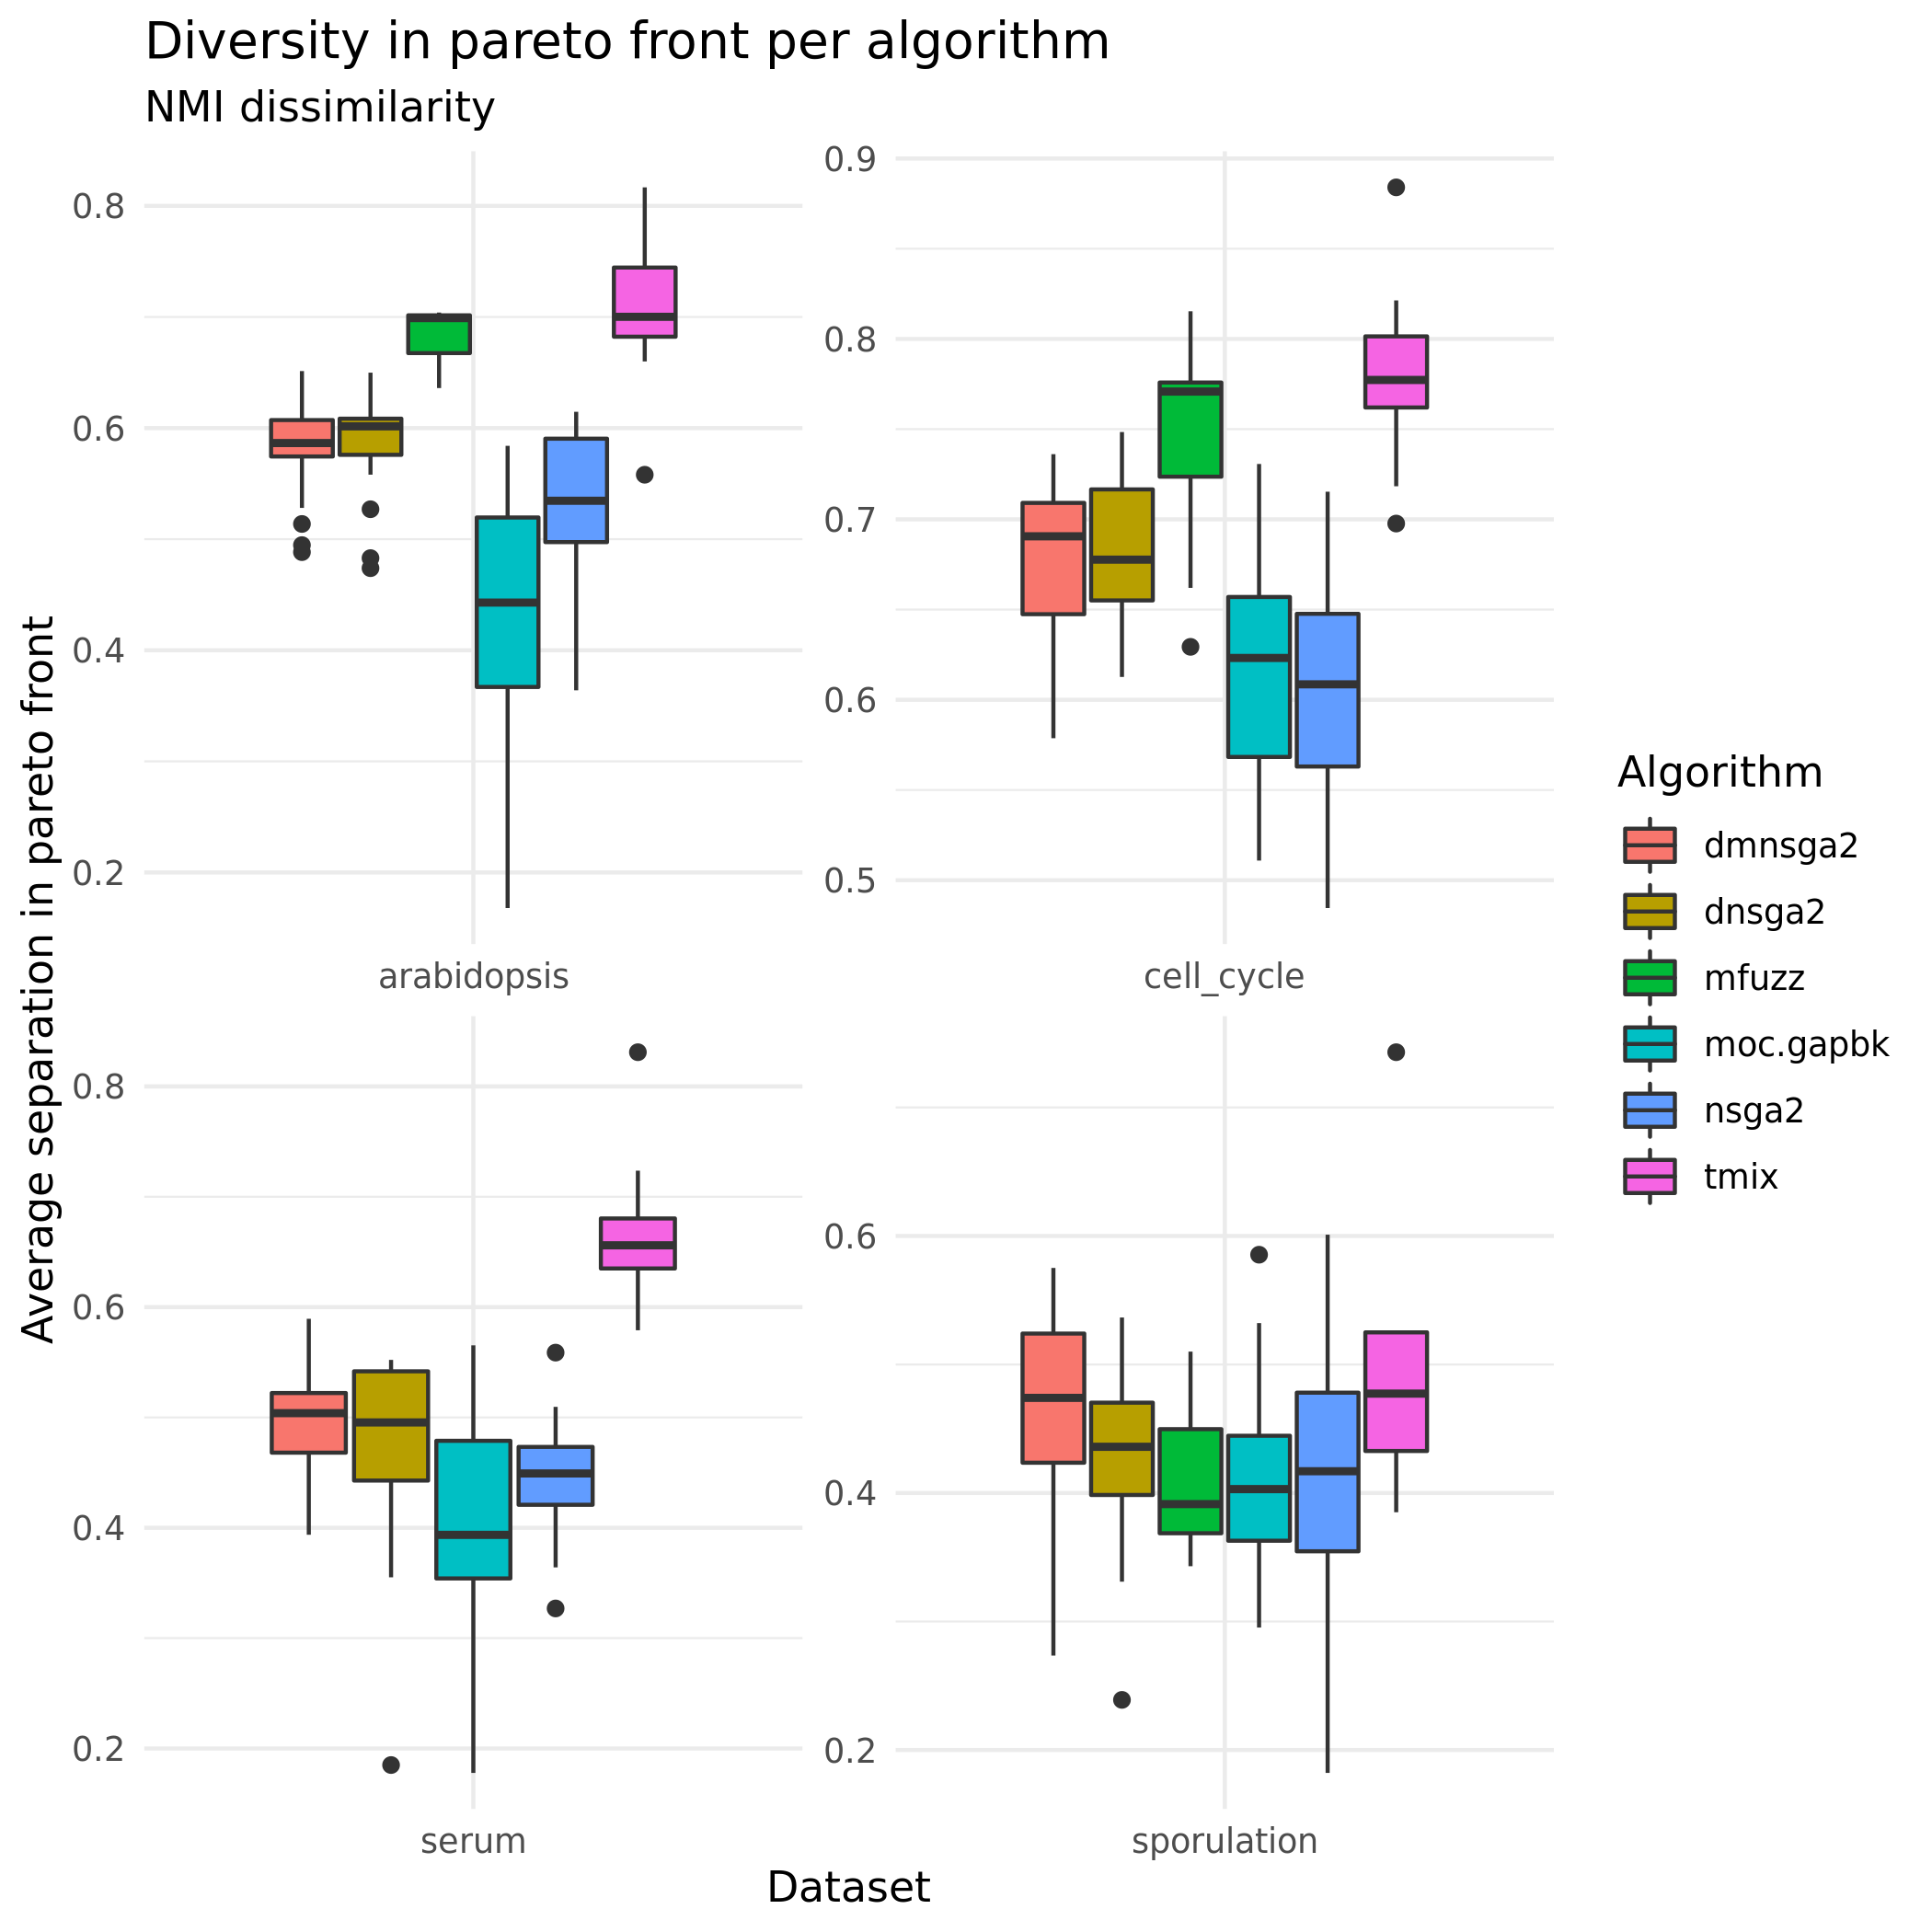 Diversity in pareto front per algorithm
NMI dissimilarity
Average separation in pareto front
0.8
0.6
0.4
0.2
arabidopsis
0.9
0.8
0.7
0.6
0.5
cell_cycle
0.8
0.6
0.4
0.2
serum
0.6
0.4
0.2
sporulation
Dataset
Algorithm
dmnsga2
dnsga2
mfuzz
moc.gapbk
nsga2
tmix